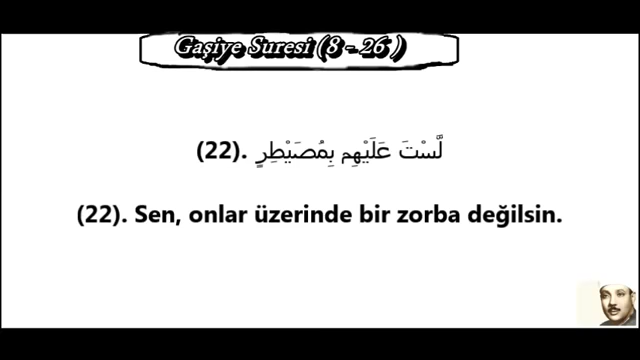 Gaşiye Suresi (8 - 26 )
(22). لَّسْتَ عَلَيْهِم بِمُصَيْطِرٍ
(22). Sen, onlar üzerinde bir zorba değilsin.